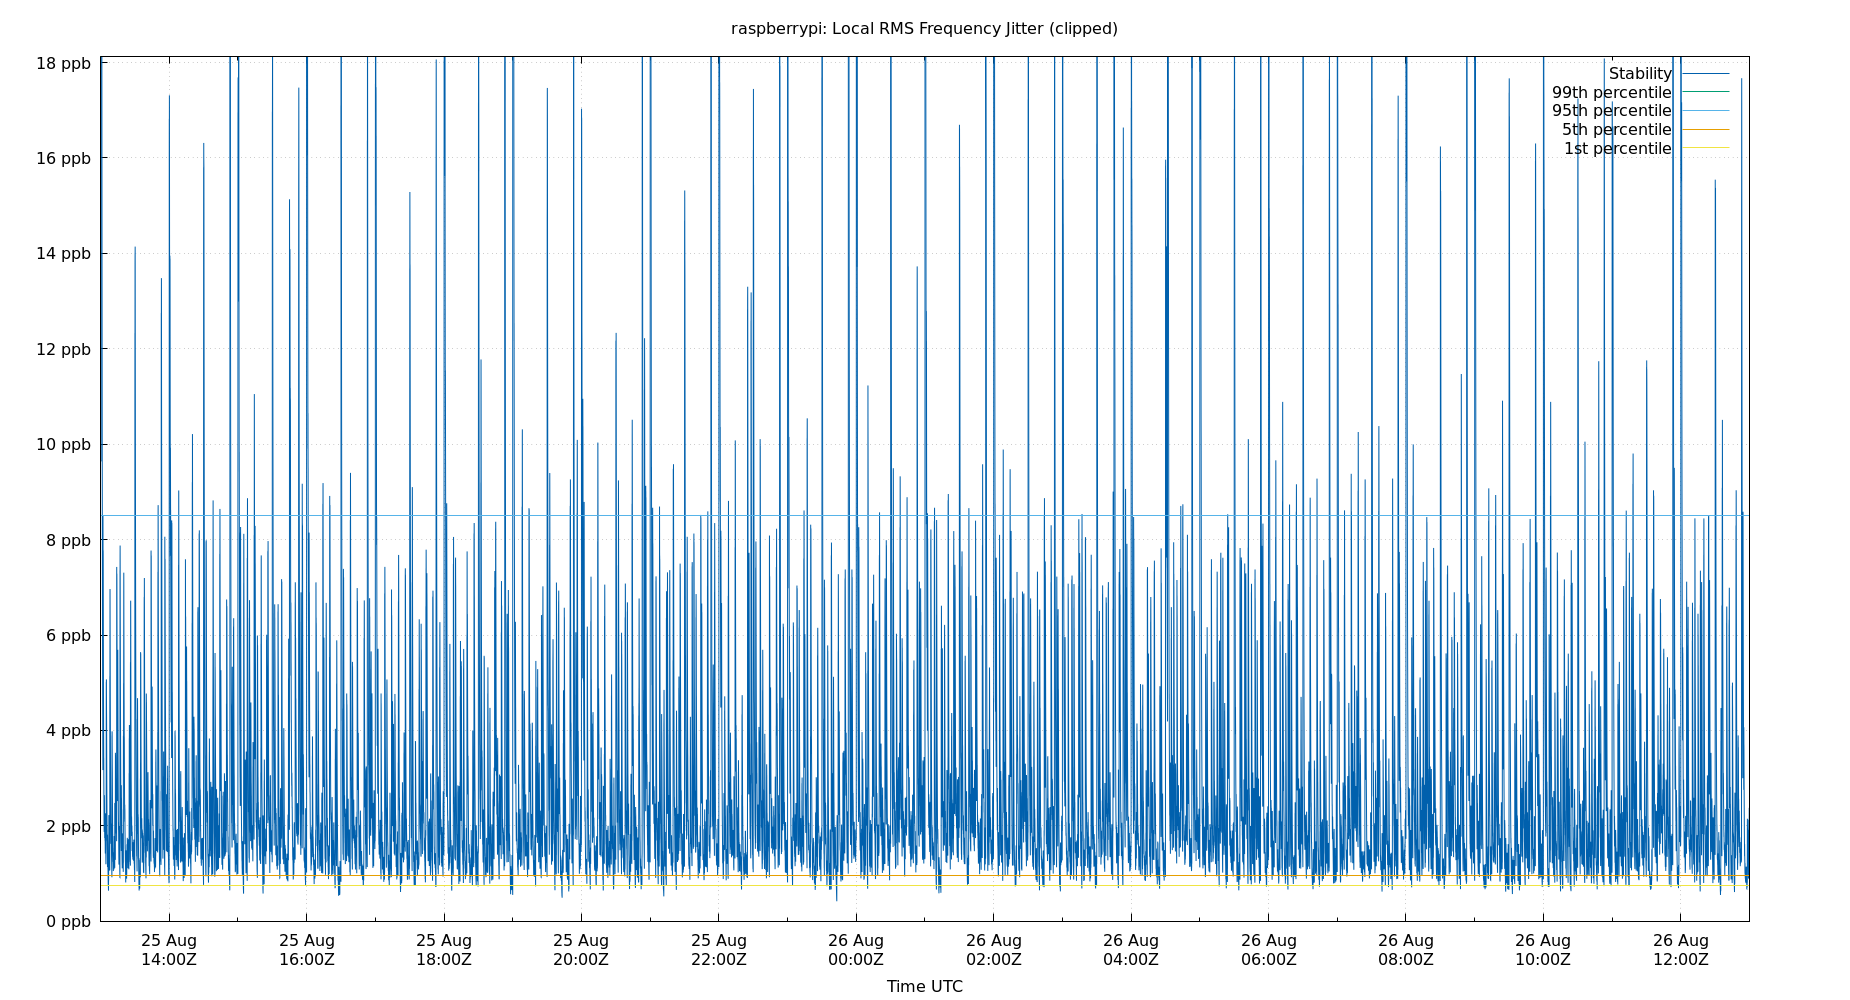 raspberrypi: Local RMS Frequency Jitter (clipped)
18 ppb
16 ppb
14 ppb
12 ppb
10 ppb
8 ppb
6 ppb
4 ppb
2 ppb
0 ppb
Stability
99th percentile
95th percentile
5th percentile
1st percentile
25 Aug 25 Aug 25 Aug 25 Aug 25 Aug 26 Aug 26 Aug 26 Aug 26 Aug 26 Aug 26 Aug 26 Aug
14:00Z 16:00Z 18:00Z 20:00Z 22:00Z 00:00Z 02:00Z 04:00Z 06:00Z 08:00Z 10:00Z 12:00Z
Time UTC